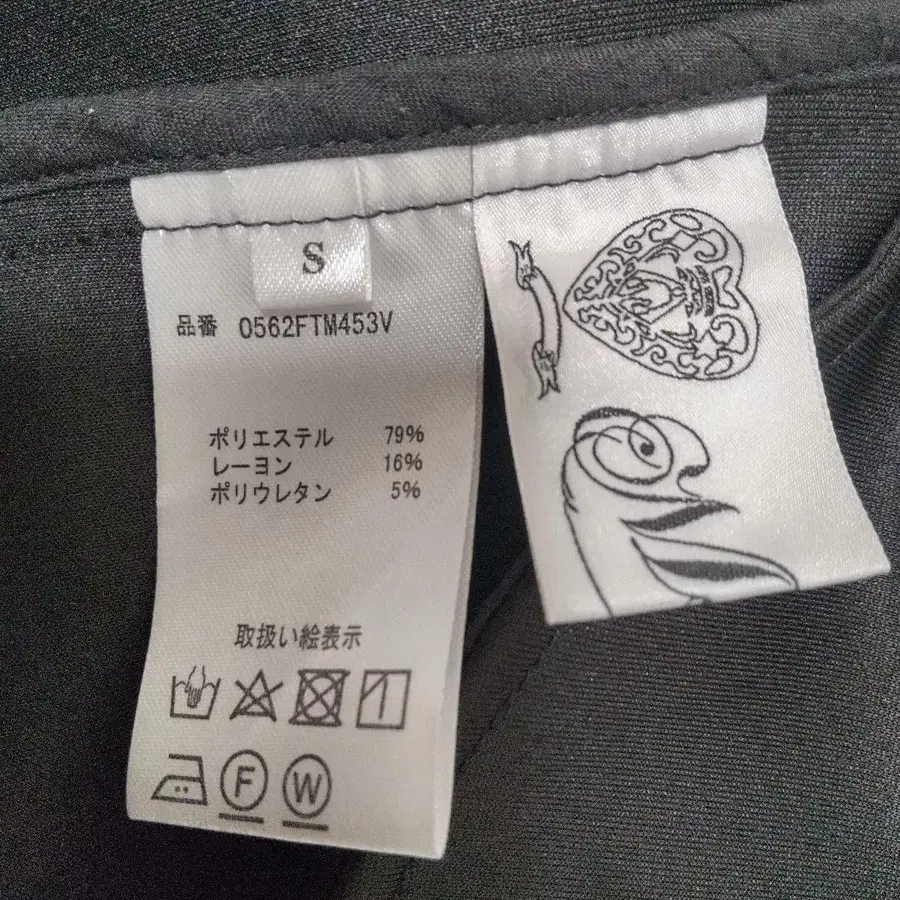 S
品番 0562FTM453V
ポリエステル 79%
レーヨン 16%
ポリウレタン 5%
取扱い絵表示
F
W